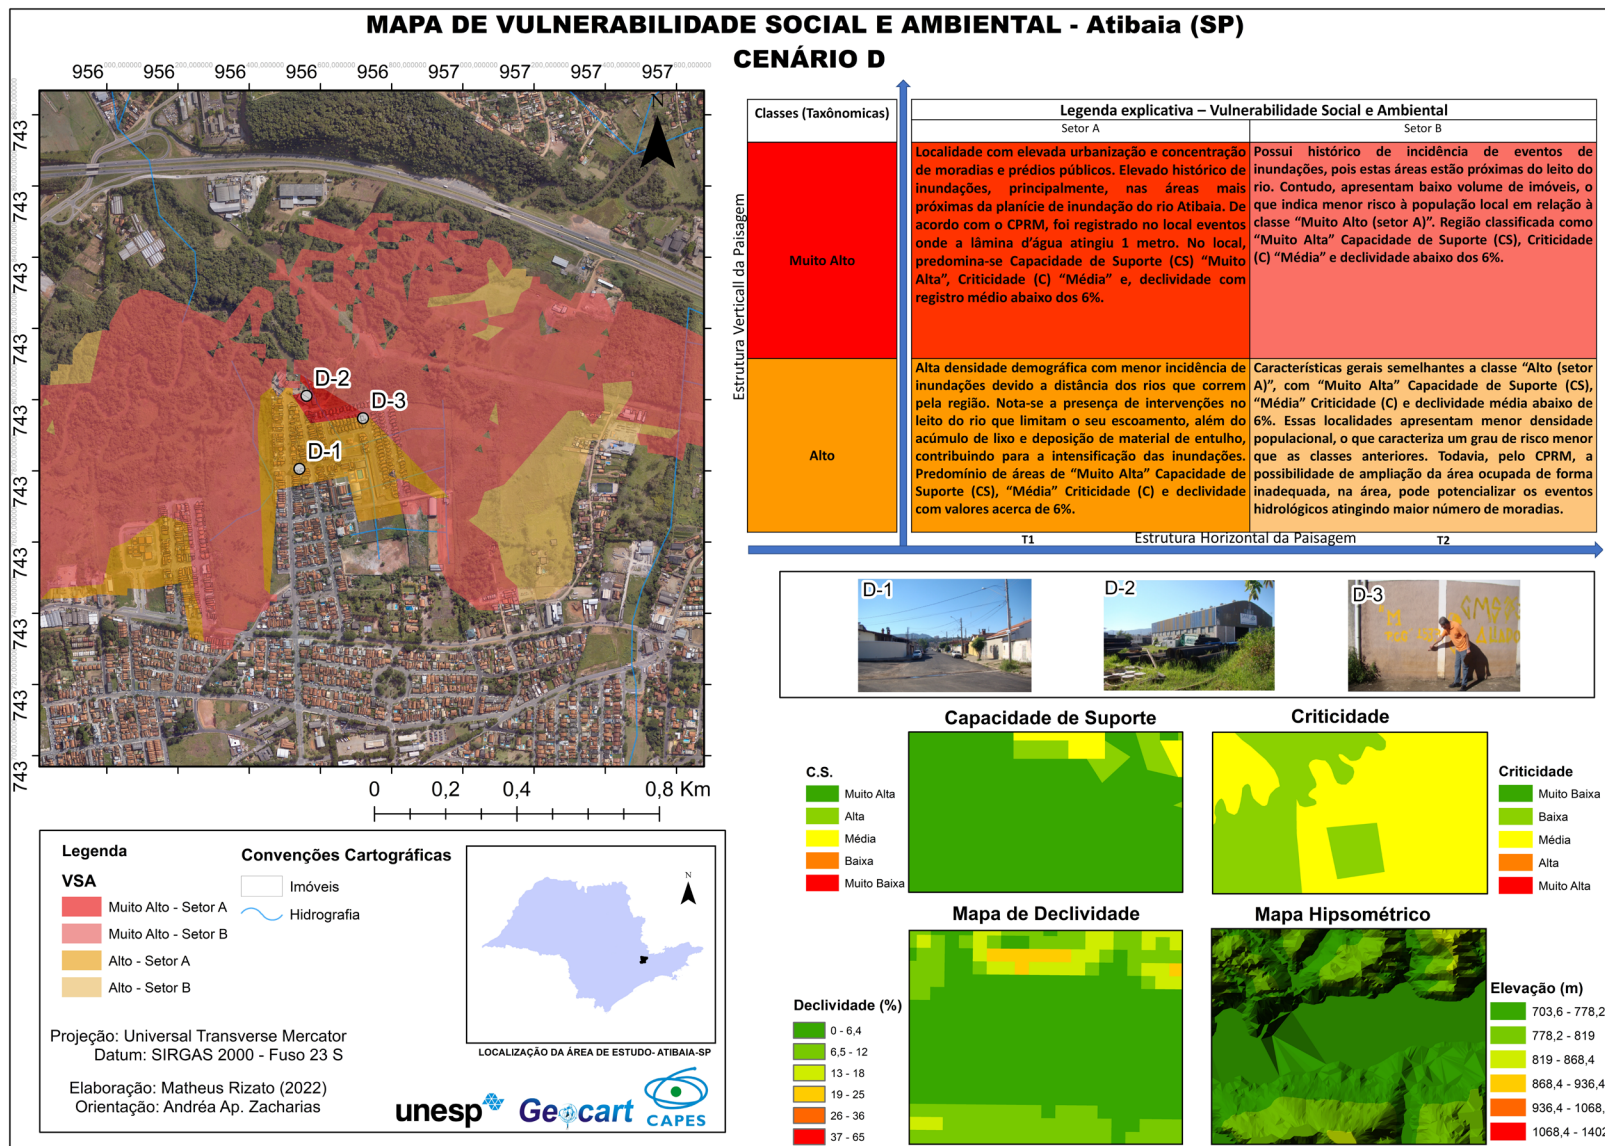 MAPA DE VULNERABILIDADE SOCIAL E AMBIENTAL - Atibaia (SP)
CENÁRIO D
956 956 956 956 956 957 957 957 957
743
743
743
743
743
743
743
743
743
743
N
D-2
D-3
D-1
0 0,2 0,4 0,8 Km
Classes (Taxônomicas)
Legenda explicativa – Vulnerabilidade Social e Ambiental
Setor A
Setor B
Estrutura Verticall da Paisagem
Muito Alto
Localidade com elevada urbanização e concentração
de moradias e prédios públicos. Elevado histórico de
inundações, principalmente, nas áreas mais
próximas da planície de inundação do rio Atibaia. De
acordo com o CPRM, foi registrado no local eventos
onde a lâmina d'água atingiu 1 metro. No local,
predomina-se Capacidade de Suporte (CS) “Muito
Alta”, Criticidade (C) “Média” e, declividade com
registro médio abaixo dos 6%.
Possui histórico de incidência de eventos de
inundações, pois estas áreas estão próximas do leito do
rio. Contudo, apresentam baixo volume de imóveis, o
que indica menor risco à população local em relação à
classe “Muito Alto (setor A)”. Região classificada como
“Muito Alta” Capacidade de Suporte (CS), Criticidade
(C) “Média” e declividade abaixo dos 6%.
Alto
Alta densidade demográfica com menor incidência de
inundações devido a distância dos rios que correm
pela região. Nota-se a presença de intervenções no
leito do rio que limitam o seu escoamento, além do
acúmulo de lixo e deposição de material de entulho,
contribuindo para a intensificação das inundações.
Predomínio de áreas de “Muito Alta” Capacidade de
Suporte (CS), “Média” Criticidade (C) e declividade
com valores acerca de 6%.
Características gerais semelhantes a classe “Alto (setor
A)”, com “Muito Alta” Capacidade de Suporte (CS),
“Média” Criticidade (C) e declividade média abaixo de
6%. Essas localidades apresentam menor densidade
populacional, o que caracteriza um grau de risco menor
que as classes anteriores. Todavia, pelo CPRM, a
possibilidade de ampliação da área ocupada de forma
inadequada, na área, pode potencializar os eventos
hidrológicos atingindo maior número de moradias.
T1 Estrutura Horizontal da Paisagem T2
D-1
D-2
D-3
Capacidade de Suporte
C.S.
Muito Alta
Alta
Média
Baixa
Muito Baixa
Criticidade
Criticidade
Muito Baixa
Baixa
Média
Alta
Muito Alta
Mapa de Declividade
Declividade (%)
0 - 6,4
6,5 - 12
13 - 18
19 - 25
26 - 36
37 - 65
Mapa Hipsométrico
Elevação (m)
703,6 - 778,2
778,2 - 819
819 - 868,4
868,4 - 936,4
936,4 - 1068,
1068,4 - 1402
Legenda
VSA
Muito Alto - Setor A
Muito Alto - Setor B
Alto - Setor A
Alto - Setor B
Convenções Cartográficas
Imóveis
Hidrografia
N
LOCALIZAÇÃO DA ÁREA DE ESTUDO- ATIBAIA-SP
Projeção: Universal Transverse Mercator
Datum: SIRGAS 2000 - Fuso 23 S
Elaboração: Matheus Rizato (2022)
Orientação: Andréa Ap. Zacharias
unesp
Geocart
CAPES